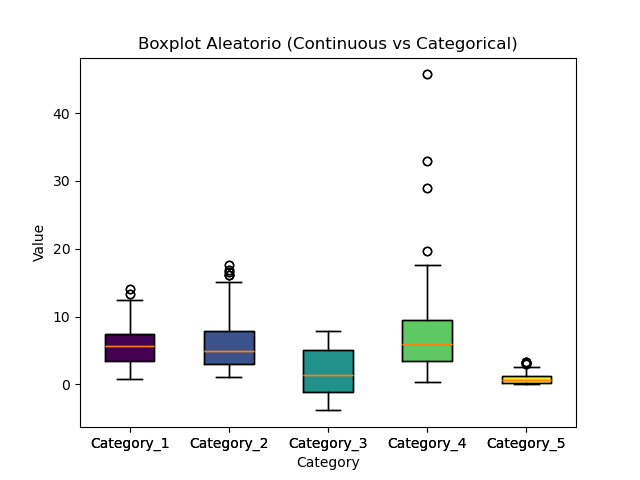 Boxplot Aleatorio (Continuous vs Categorical)
40
30
20
10
0
Value
Category_1 Category_2 Category_3 Category_4 Category_5
Category